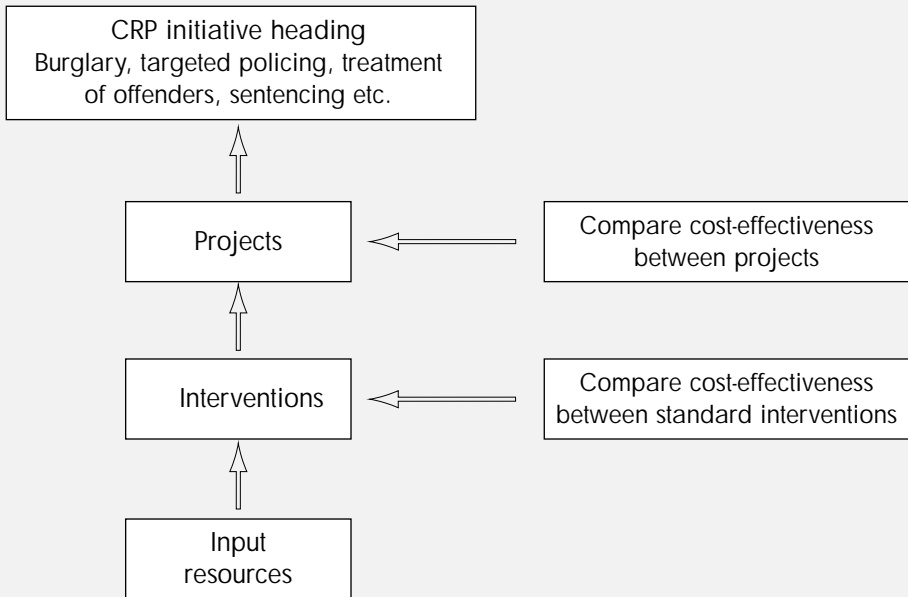 CRP initiative heading
Burglary, targeted policing, treatment
of offenders, sentencing etc.
Projects
Compare cost-effectiveness
between projects
Interventions
Compare cost-effectiveness
between standard interventions
Input
resources